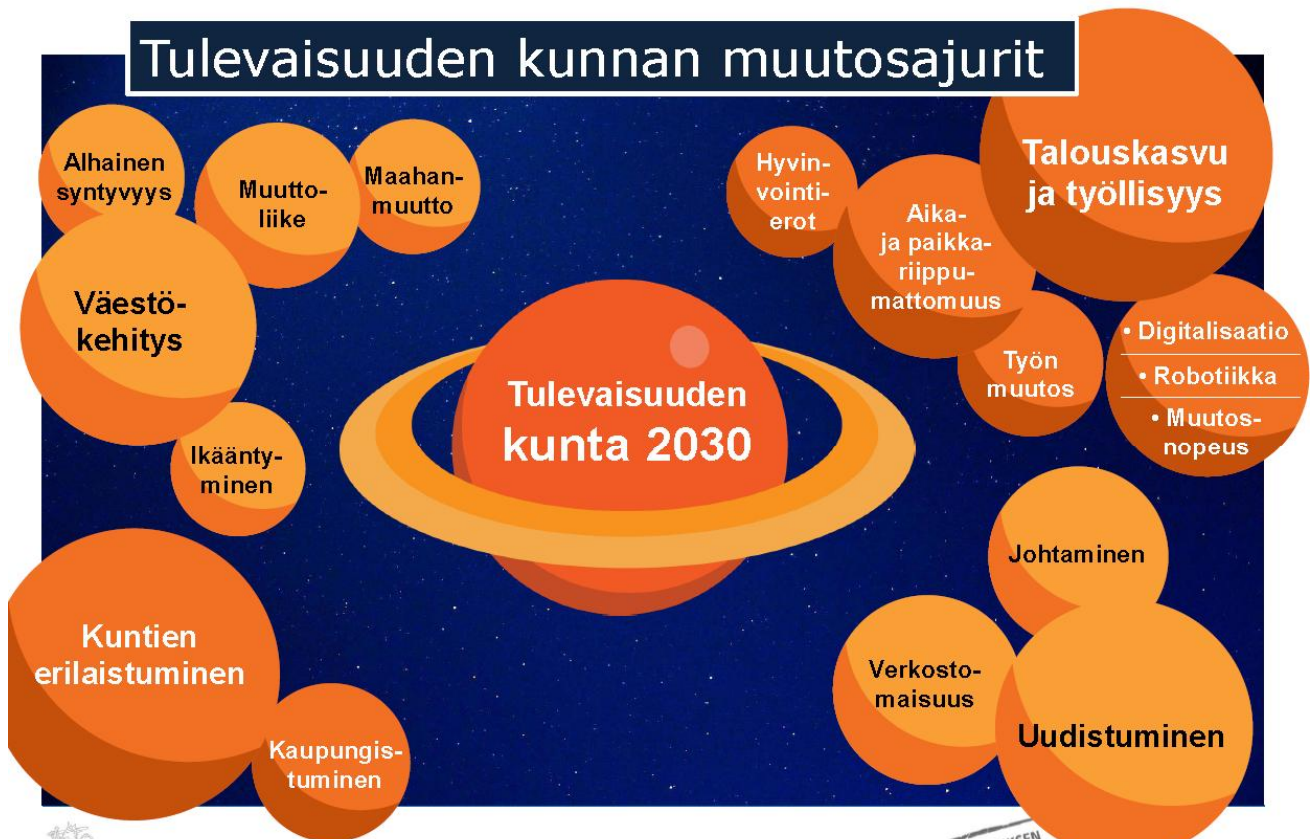 Tulevaisuuden kunnan muutosajurit
Alhainen
syntyvyys
Muutto-
liike
Maahan-
muutto
Väestö-
kehitys
Ikäänty-
minen
Kuntien
erilaistuminen
Kaupungis-
tuminen
Tulevaisuuden
kunta 2030
Hyvin-
vointi-
erot
Aika-
ja paikka-
riippu-
mattomuus
Talouskasvu
ja työllisyys
Työn
muutos
• Digitalisaatio
• Robotiikka
• Muutos-
nopeus
Johtaminen
Verkosto-
maisuus
Uudistuminen